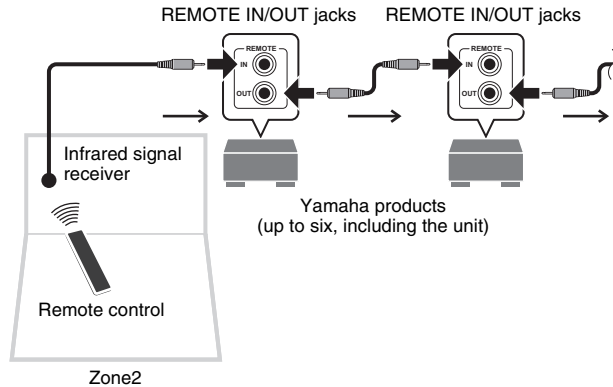 REMOTE IN/OUT jacks
REMOTE IN/OUT jacks
REMOTE
IN
OUT
REMOTE
IN
OUT
Infrared signal
receiver
Yamaha products
(up to six, including the unit)
Remote control
Zone2